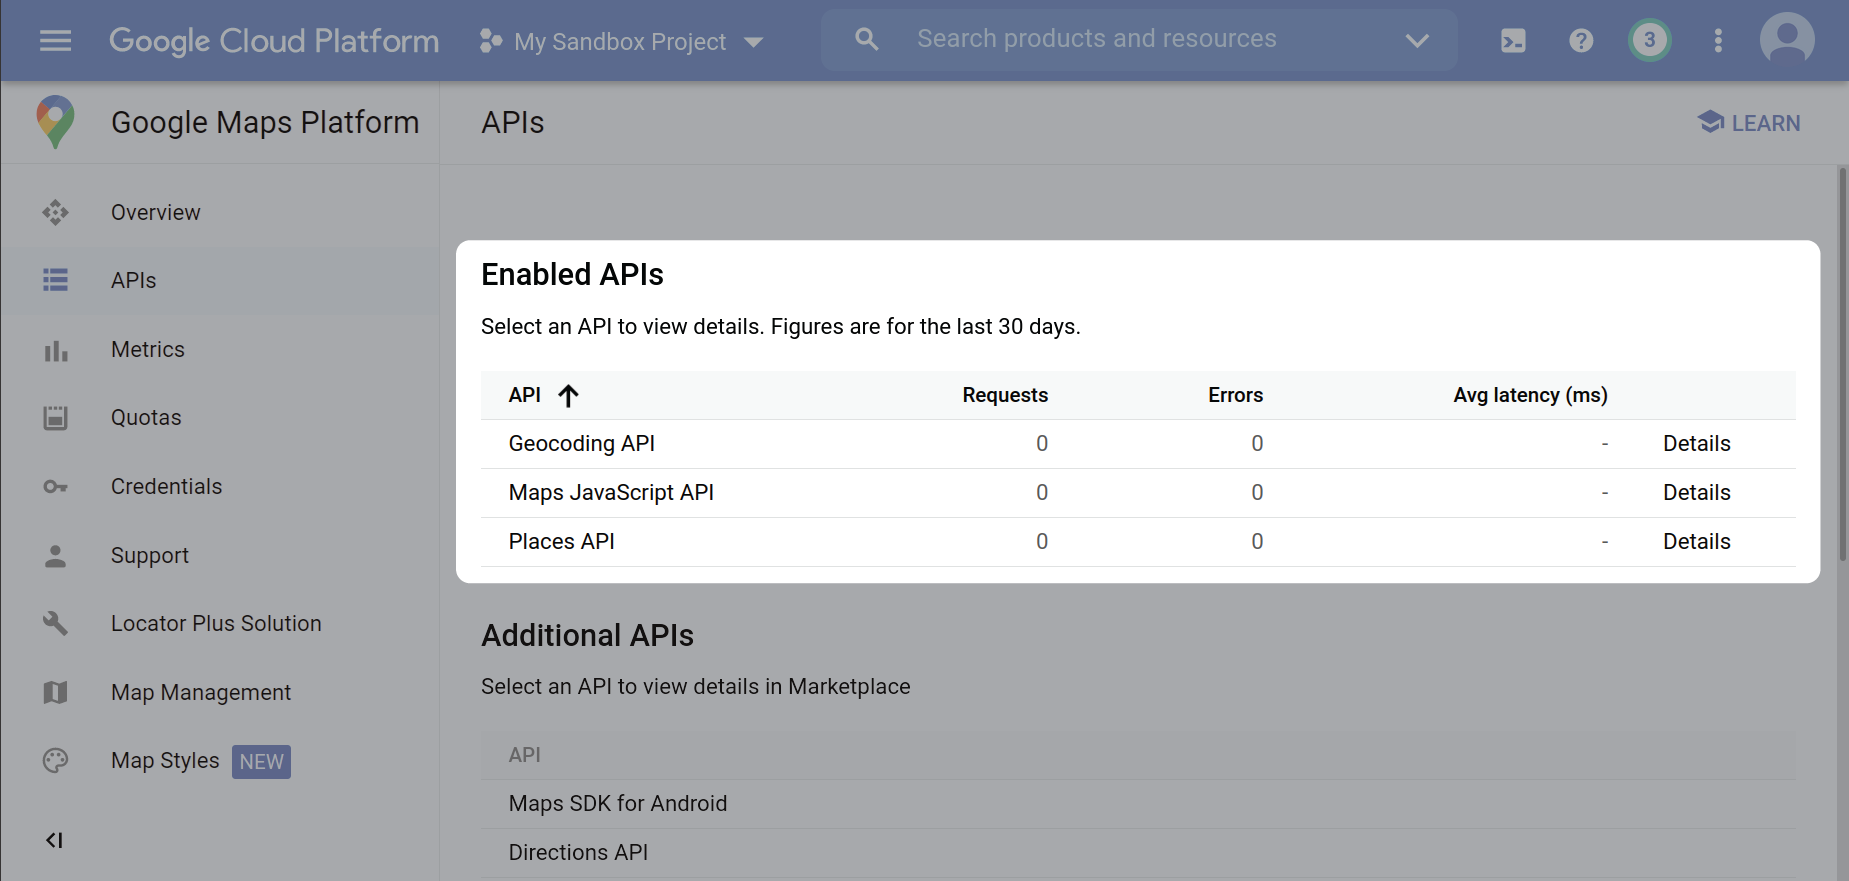 Google Cloud Platform
My Sandbox Project
Search products and resources
3
Google Maps Platform
APIs
LEARN
Overview
APIs
Metrics
Quotas
Credentials
Support
Locator Plus Solution
Map Management
Map Styles NEW
Enabled APIs
Select an API to view details. Figures are for the last 30 days.
API Requests Errors Avg latency (ms)
Geocoding API 0 0 - Details
Maps JavaScript API 0 0 - Details
Places API 0 0 - Details
Additional APIs
Select an API to view details in Marketplace
API
Maps SDK for Android
Directions API